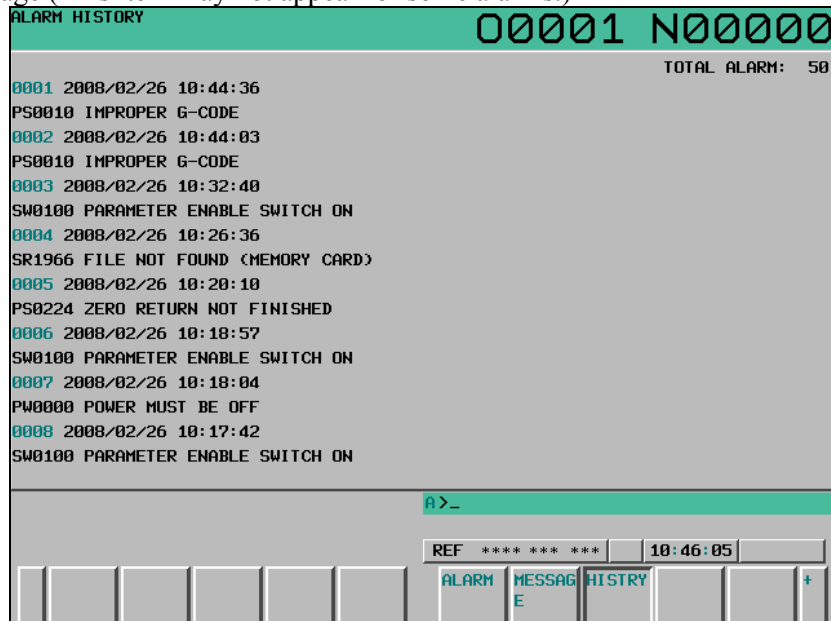 ALARM HISTORY
O0001 N00000
TOTAL ALARM: 50
0001 2008/02/26 10:44:36
PS0010 IMPROPER G-CODE
0002 2008/02/26 10:44:03
PS0010 IMPROPER G-CODE
0003 2008/02/26 10:32:40
SW0100 PARAMETER ENABLE SWITCH ON
0004 2008/02/26 10:26:36
SR1966 FILE NOT FOUND (MEMORY CARD)
0005 2008/02/26 10:20:10
PS0224 ZERO RETURN NOT FINISHED
0006 2008/02/26 10:18:57
SW0100 PARAMETER ENABLE SWITCH ON
0007 2008/02/26 10:18:04
PW0000 POWER MUST BE OFF
0008 2008/02/26 10:17:42
SW0100 PARAMETER ENABLE SWITCH ON
A>_
REF **** *** *** 10:46:05
ALARM MESSAG HISTRY +
E